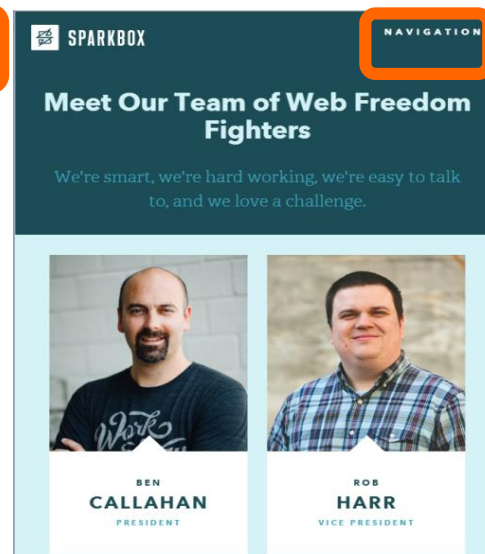 SPARKBOX
NAVIGATION
Meet Our Team of Web Freedom
Fighters
We're smart, we're hard working, we're easy to talk
to, and we love a challenge.
Work
BEN
CALLAHAN
PRESIDENT
ROB
HARR
VICE PRESIDENT